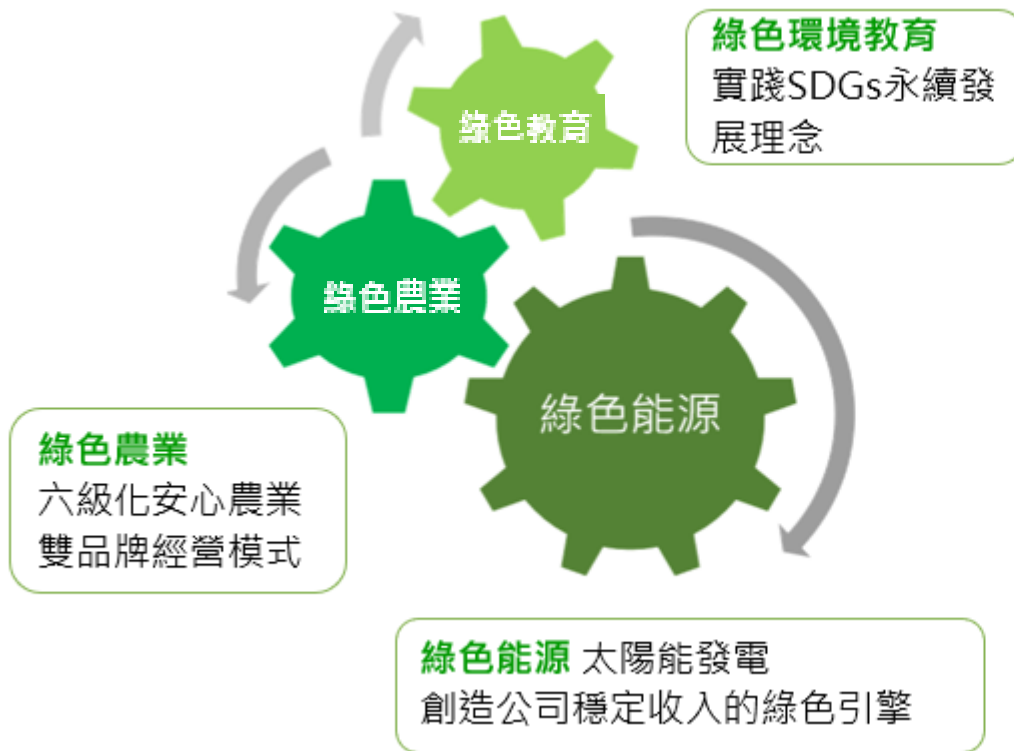 綠色環境教育
實踐SDGs永續發
展理念
綠色教育
綠色農業
綠色能源
綠色農業
六級化安心農業
雙品牌經營模式
綠色能源 太陽能發電
創造公司穩定收入的綠色引擎